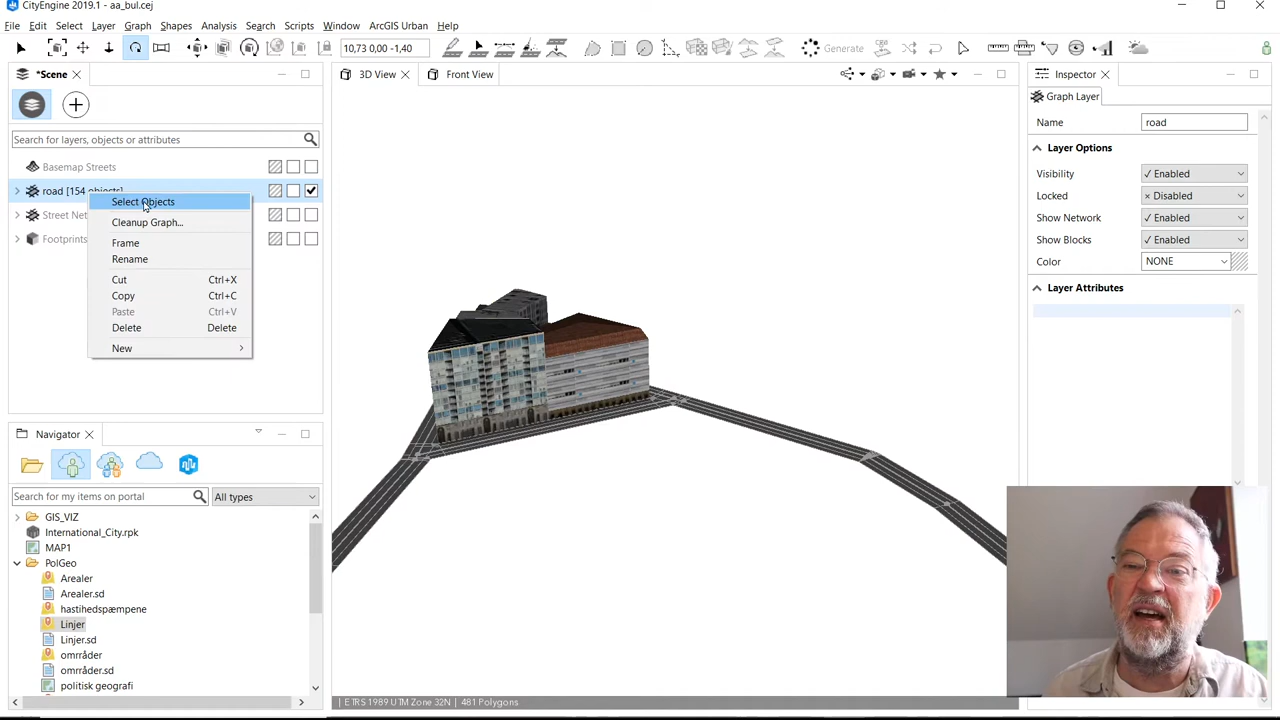 CityEngine 2019.1 - aa_bul.cej
File Edit Select Layer Graph Shapes Analysis Search Scripts Window ArcGIS Urban Help
10,73 0,00 -1,40
Generate
*Scene
Search for layers, objects or attributes
Basemap Streets
road [154 objects]
Street Net
Footprints
Select Objects
Cleanup Graph...
Frame
Rename
Cut Ctrl+X
Copy Ctrl+C
Paste Ctrl+V
Delete Delete
New
Navigator
Search for my items on portal
All types
GIS_VIZ
International_City.rpk
MAP1
PolGeo
Arealer
Arealer.sd
hastihedspæmpene
Linjer
Linjer.sd
områder
områder.sd
politisk geografi
3D View
Front View
ETRS 1989 UTM Zone 32N | 481 Polygons
Inspector
Graph Layer
Name road
Layer Options
Visibility ✓ Enabled
Locked × Disabled
Show Network ✓ Enabled
Show Blocks ✓ Enabled
Color NONE
Layer Attributes